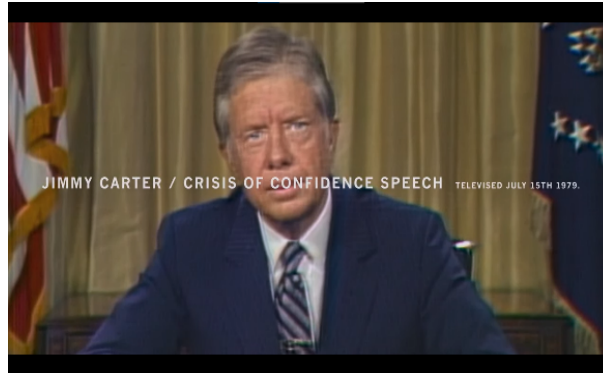 JIMMY CARTER / CRISIS OF CONFIDENCE SPEECH TELEVISED JULY 15TH 1979.